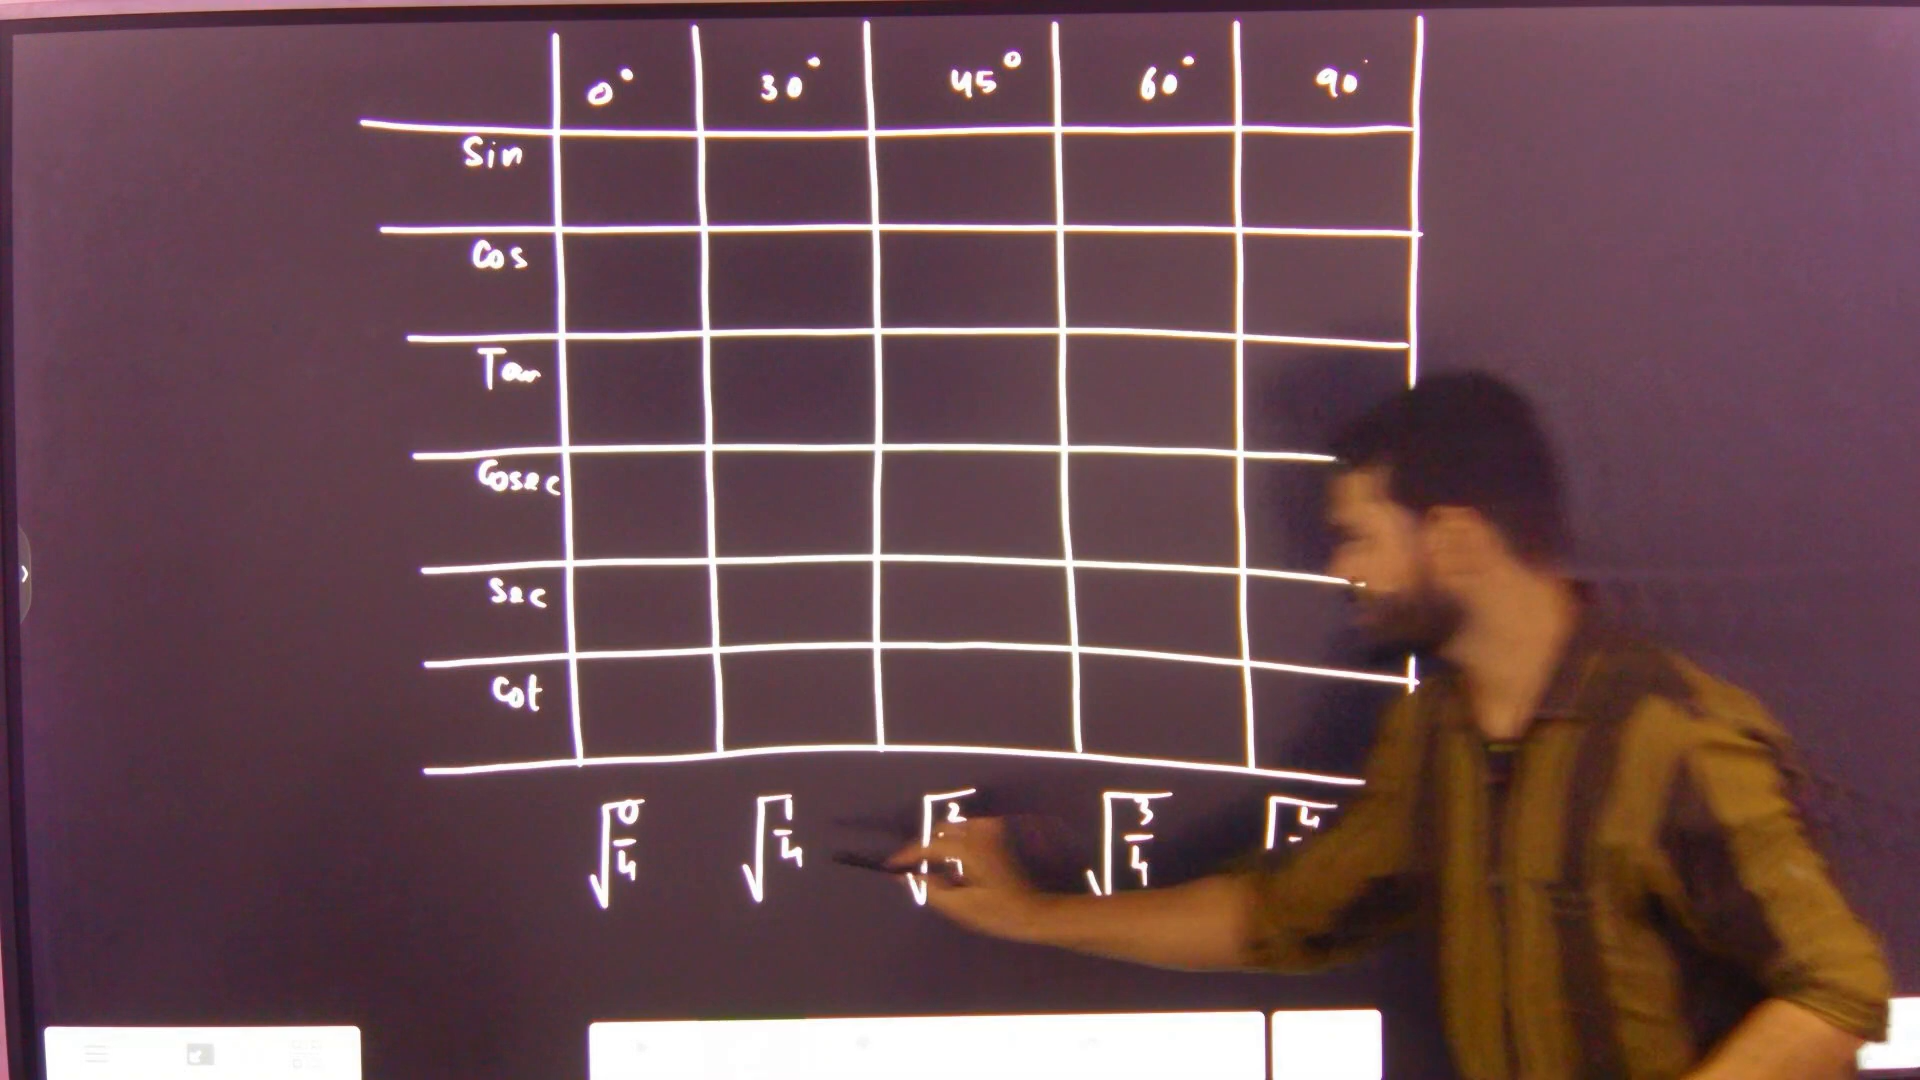 0° 30° 45° 60° 90°
Sin
Cos
Tan
Cosec
Sec
Cot
√0/4 √1/4 √2/4 √3/4 √4